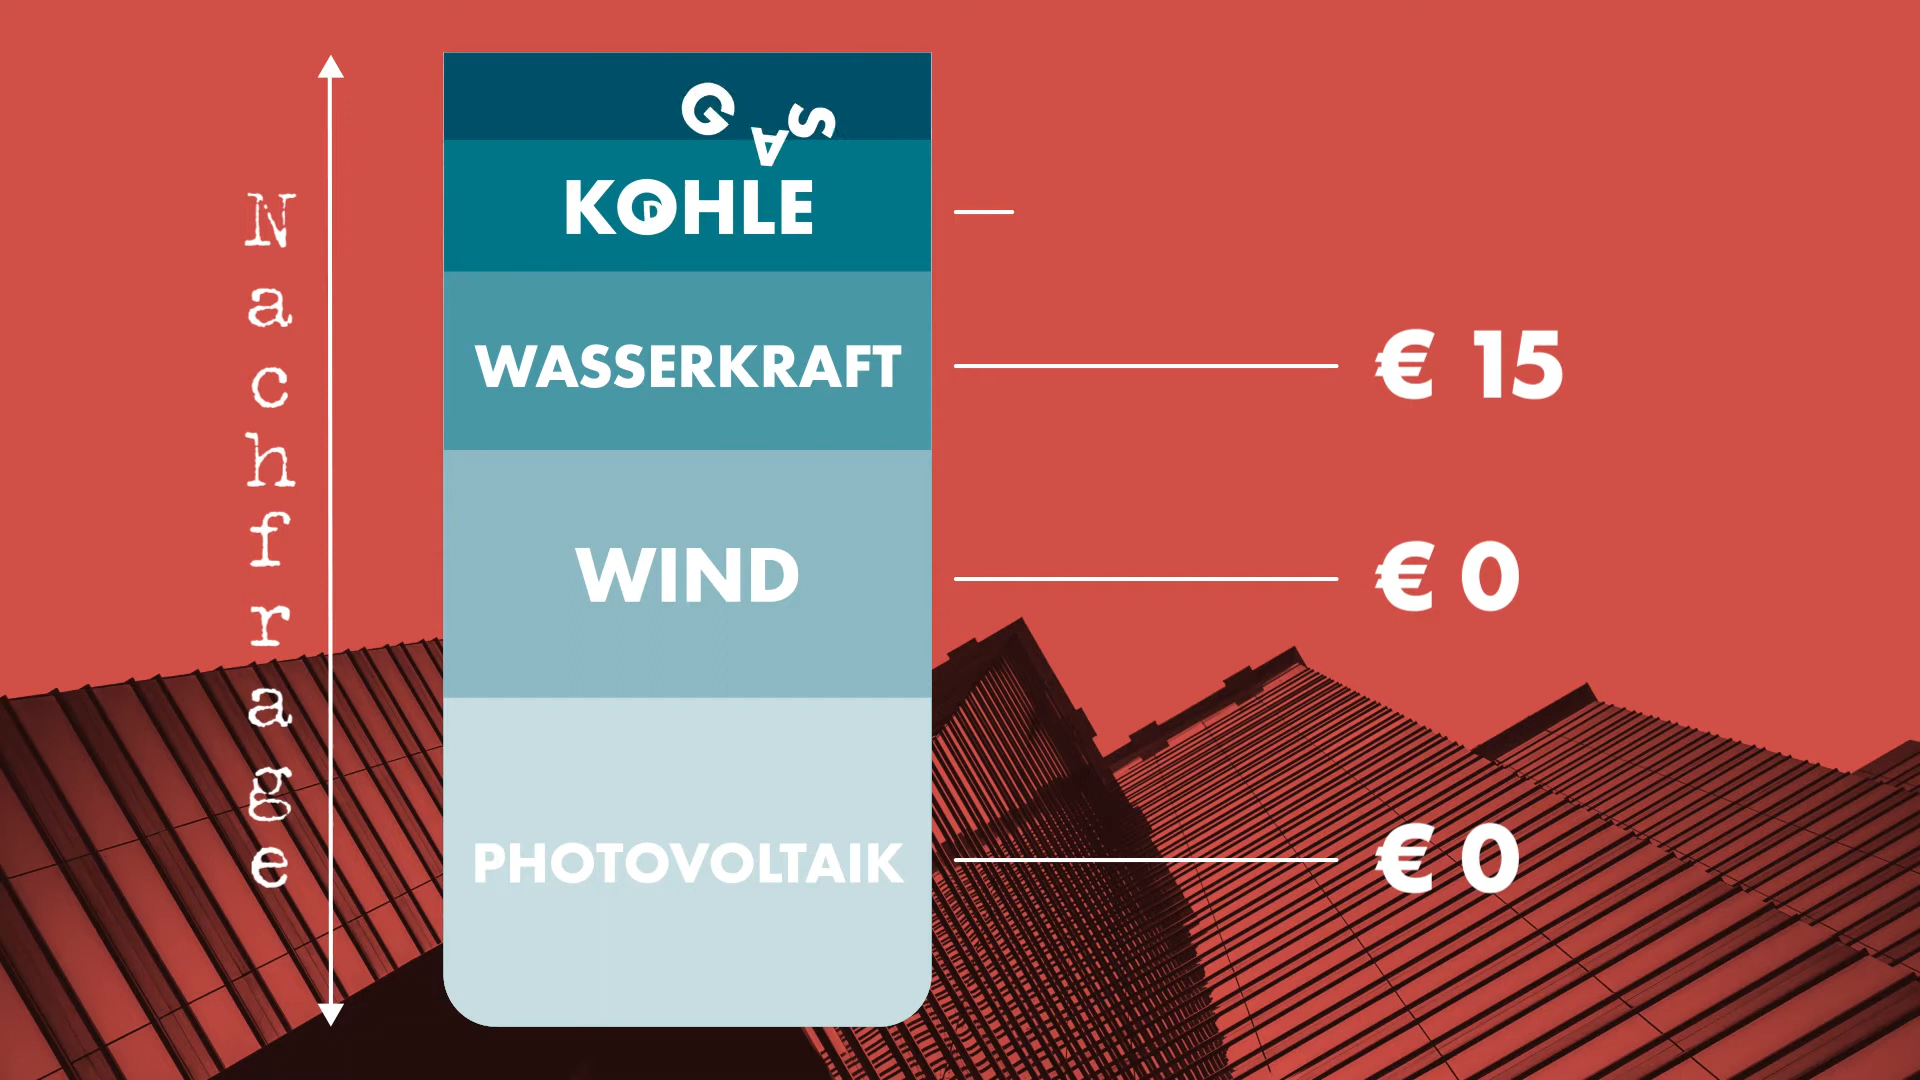 Nachfrage
GAS
KOHLE
WASSERKRAFT
€ 15
WIND
€ 0
PHOTOVOLTAIK
€ 0